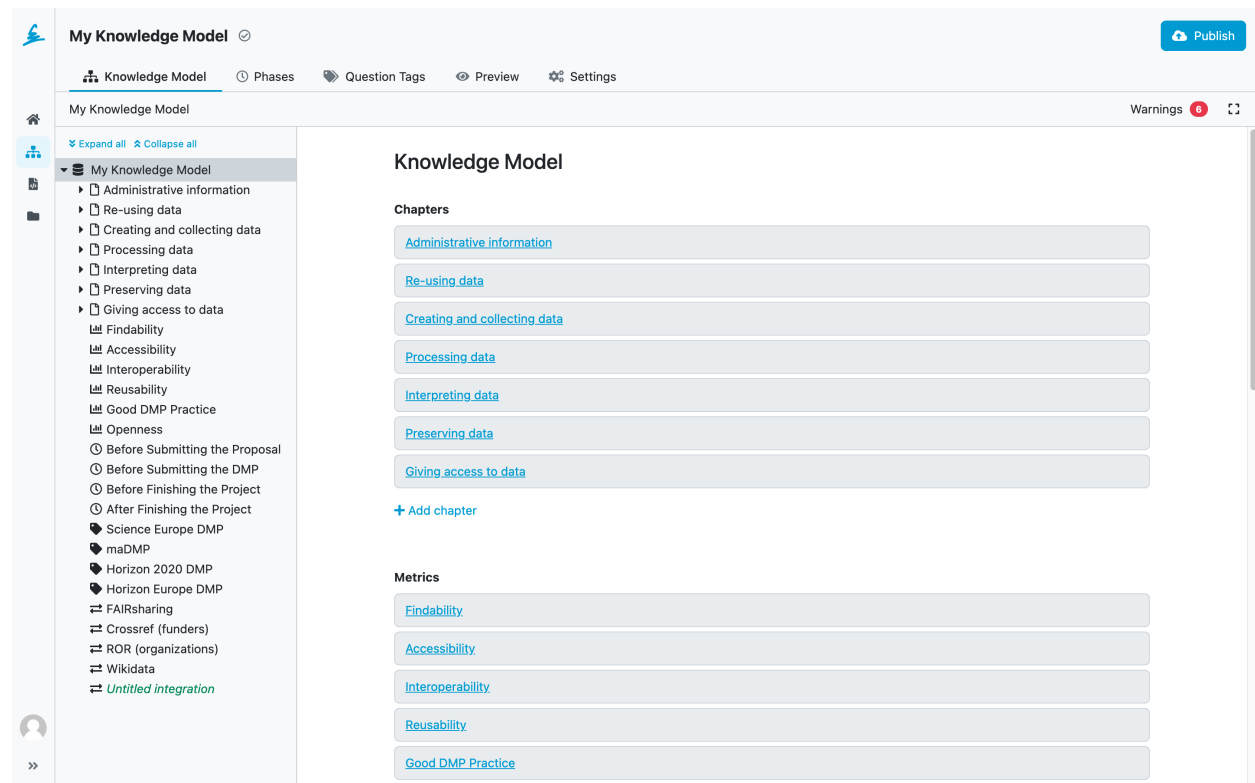 My Knowledge Model
Publish
Knowledge Model Phases Question Tags Preview Settings
My Knowledge Model
Warnings 6
Expand all Collapse all
My Knowledge Model
Administrative information
Re-using data
Creating and collecting data
Processing data
Interpreting data
Preserving data
Giving access to data
Findability
Accessibility
Interoperability
Reusability
Good DMP Practice
Openness
Before Submitting the Proposal
Before Submitting the DMP
Before Finishing the Project
After Finishing the Project
Science Europe DMP
maDMP
Horizon 2020 DMP
Horizon Europe DMP
FAIRsharing
Crossref (funders)
ROR (organizations)
Wikidata
Untitled integration
Knowledge Model
Chapters
Administrative information
Re-using data
Creating and collecting data
Processing data
Interpreting data
Preserving data
Giving access to data
Add chapter
Metrics
Findability
Accessibility
Interoperability
Reusability
Good DMP Practice